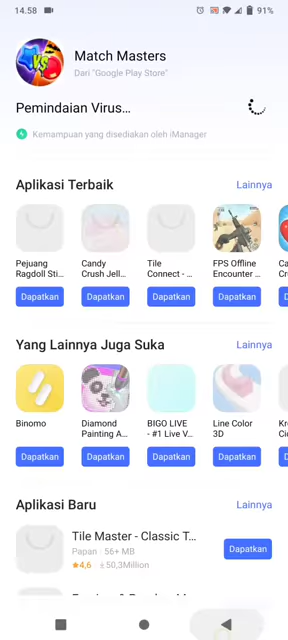 14.58
91%
Match Masters
Dari "Google Play Store"
Pemindaian Virus...
Kemampuan yang disediakan oleh iManager
Aplikasi Terbaik
Lainnya
Pejuang
Ragdoll Sti...
Candy
Crush Jell...
Tile
Connect - ...
FPS Offline
Encounter ...
Ca
Cr
Dapatkan
Dapatkan
Dapatkan
Dapatkan
D
Yang Lainnya Juga Suka
Lainnya
Binomo
Diamond
Painting A...
BIGO LIVE
- #1 Live V...
Line Color
3D
Kr
Dapatkan
Dapatkan
Dapatkan
Dapatkan
D
Aplikasi Baru
Lainnya
Tile Master - Classic T...
Papan · 56+ MB
4,6
50,3Million
Dapatkan